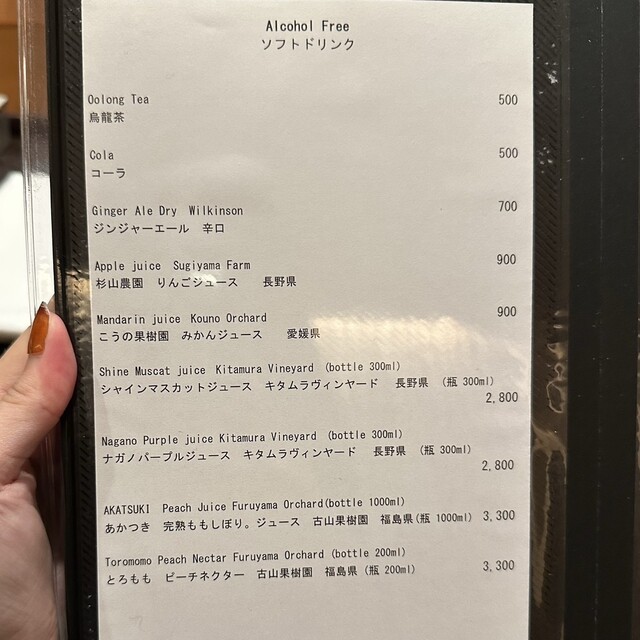 Alcohol Free
ソフトドリンク
Oolong Tea 500
烏龍茶
Cola 500
コーラ
Ginger Ale Dry Wilkinson 700
ジンジャーエール 辛口
Apple juice Sugiyama Farm 900
杉山農園 りんごジュース 長野県
Mandarin juice Kouno Orchard 900
こうの果樹園 みかんジュース 愛媛県
Shine Muscat juice Kitamura Vineyard (bottle 300ml)
シャインマスカットジュース キタムラヴィンヤード 長野県 (瓶 300ml)
2,800
Nagano Purple juice Kitamura Vineyard (bottle 300ml)
ナガノパープルジュース キタムラヴィンヤード 長野県 (瓶 300ml)
2,800
AKATSUKI Peach Juice Furuyama Orchard(bottle 1000ml)
あかつき 完熟ももしぼり。ジュース 古山果樹園 福島県(瓶 1000ml) 3,300
Toromomo Peach Nectar Furuyama Orchard (bottle 200ml)
とろもも ピーチネクター 古山果樹園 福島県 (瓶 200ml) 3,300